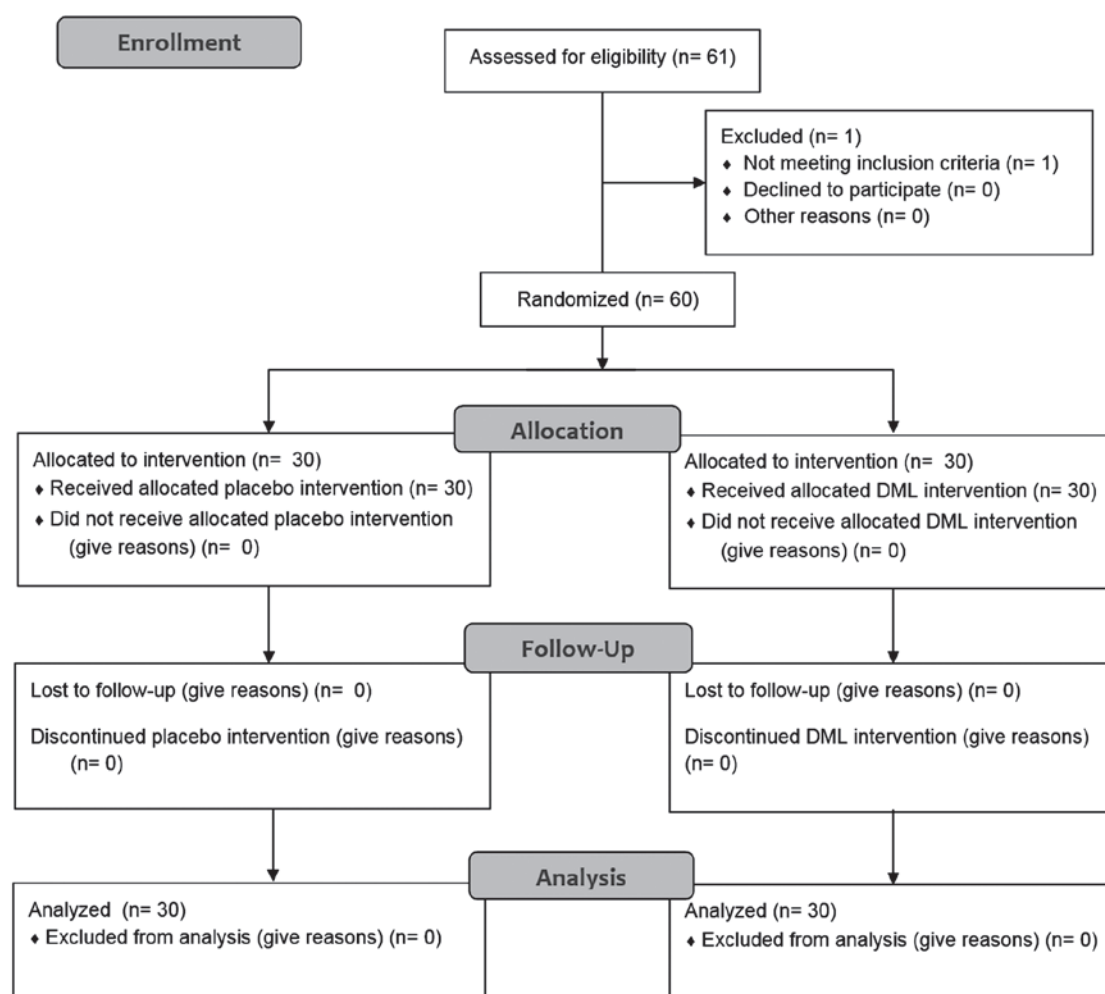 Enrollment
Assessed for eligibility (n= 61)
Excluded (n= 1)
♦ Not meeting inclusion criteria (n= 1)
♦ Declined to participate (n= 0)
♦ Other reasons (n= 0)
Randomized (n= 60)
Allocation
Allocated to intervention (n= 30)
♦ Received allocated placebo intervention (n= 30)
♦ Did not receive allocated placebo intervention
(give reasons) (n= 0)
Allocated to intervention (n= 30)
♦ Received allocated DML intervention (n= 30)
♦ Did not receive allocated DML intervention
(give reasons) (n= 0)
Follow-Up
Lost to follow-up (give reasons) (n= 0)
Discontinued placebo intervention (give reasons)
(n= 0)
Lost to follow-up (give reasons) (n= 0)
Discontinued DML intervention (give reasons)
(n= 0)
Analysis
Analyzed (n= 30)
♦ Excluded from analysis (give reasons) (n= 0)
Analyzed (n= 30)
♦ Excluded from analysis (give reasons) (n= 0)